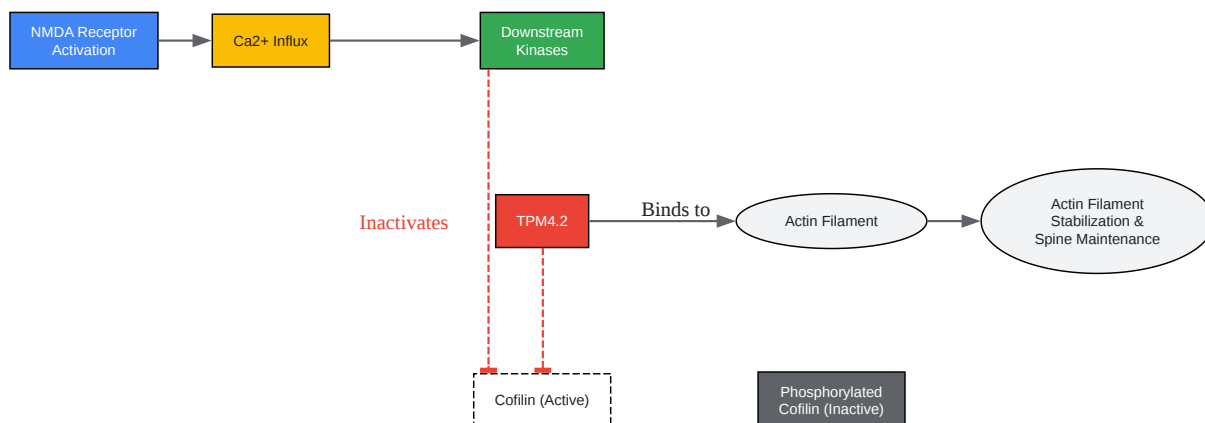 NMDA Receptor
Activation
Ca2+ Influx
Downstream
Kinases
Inactivates
TPM4.2
Binds to
Actin Filament
Actin Filament
Stabilization &
Spine Maintenance
Cofilin (Active)
Phosphorylated
Cofilin (Inactive)